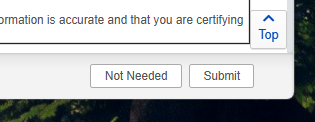 ormation is accurate and that you are certifying
Top
Not Needed
Submit